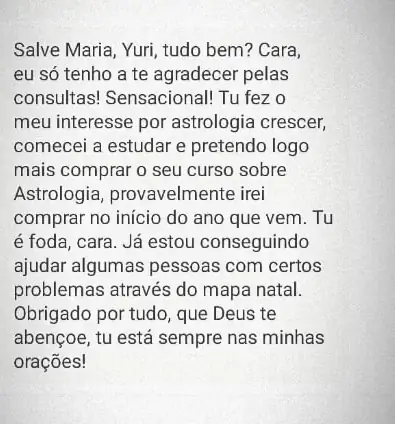 Salve Maria, Yuri, tudo bem? Cara,
eu só tenho a te agradecer pelas
consultas! Sensacional! Tu fez o
meu interesse por astrologia crescer,
comecei a estudar e pretendo logo
mais comprar o seu curso sobre
Astrologia, provavelmente irei
comprar no início do ano que vem. Tu
é foda, cara. Já estou conseguindo
ajudar algumas pessoas com certos
problemas através do mapa natal.
Obrigado por tudo, que Deus te
abençoe, tu está sempre nas minhas
orações!